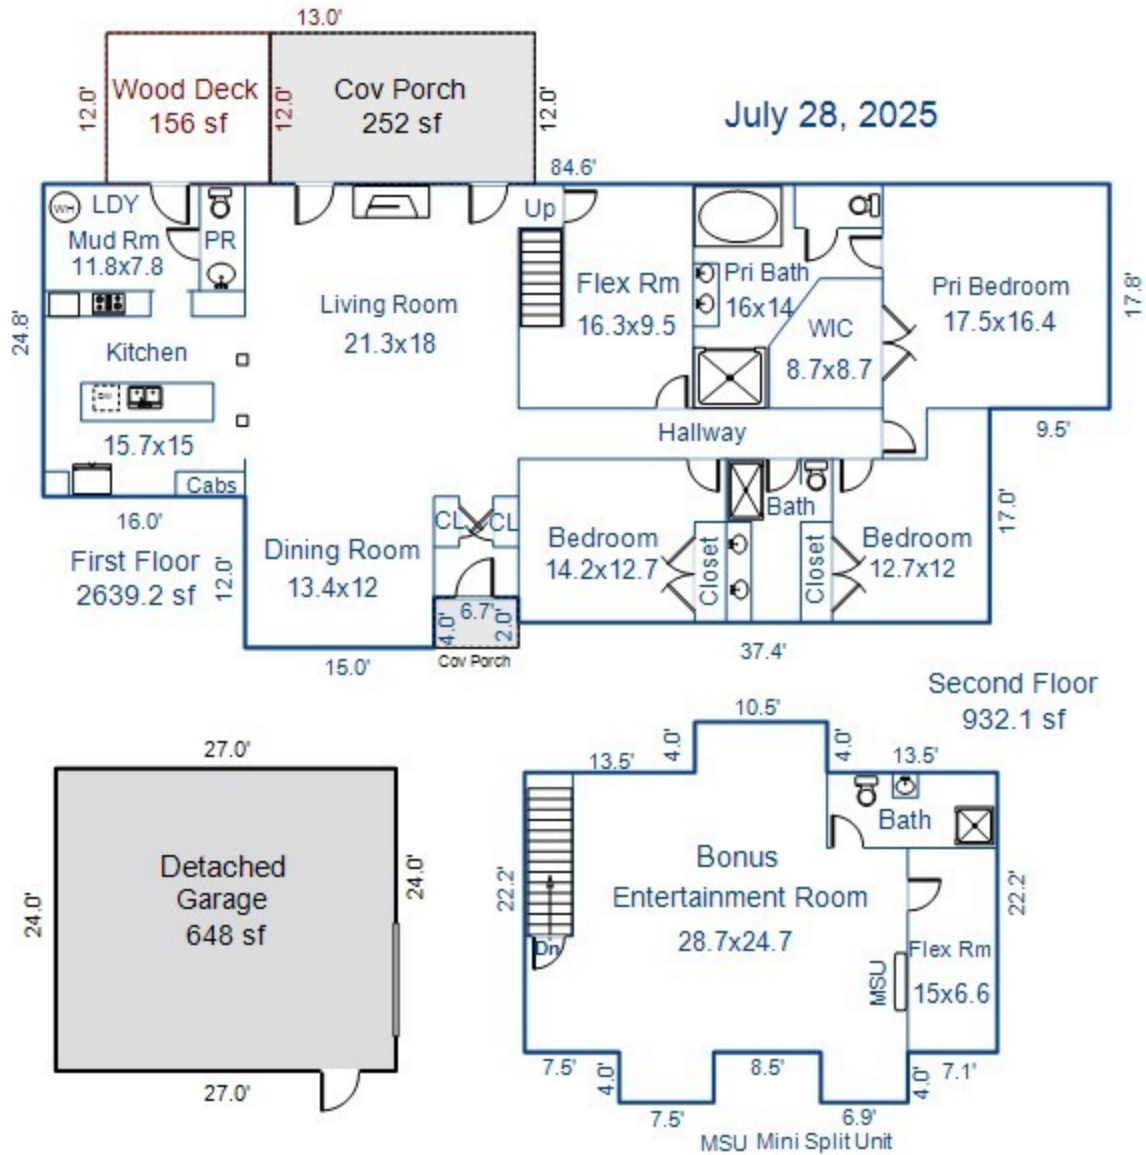 13.0'
12.0'
Wood Deck
156 sf
12.0'
Cov Porch
252 sf
12.0'
July 28, 2025
84.6'
WH
LDY
Mud Rm
11.8x7.8
PR
Up
Living Room
21.3x18
Flex Rm
16.3x9.5
Pri Bath
16x14
WIC
8.7x8.7
Pri Bedroom
17.5x16.4
17.8'
24.8'
Kitchen
15.7x15
Cabs
Hallway
9.5'
16.0'
First Floor
2639.2 sf
12.0'
Dining Room
13.4x12
CL
CL
Bedroom
14.2x12.7
Closet
Bath
Closet
Bedroom
12.7x12
17.0'
4.0'
6.7'
2.0'
Cov Porch
15.0'
37.4'
Second Floor
932.1 sf
27.0'
24.0'
Detached
Garage
648 sf
24.0'
27.0'
10.5'
13.5'
4.0'
4.0'
13.5'
22.2'
Bath
Bonus
Entertainment Room
28.7x24.7
Dn
MSU
Flex Rm
15x6.6
22.2'
7.5'
4.0'
7.5'
8.5'
6.9'
4.0'
7.1'
MSU Mini Split Unit